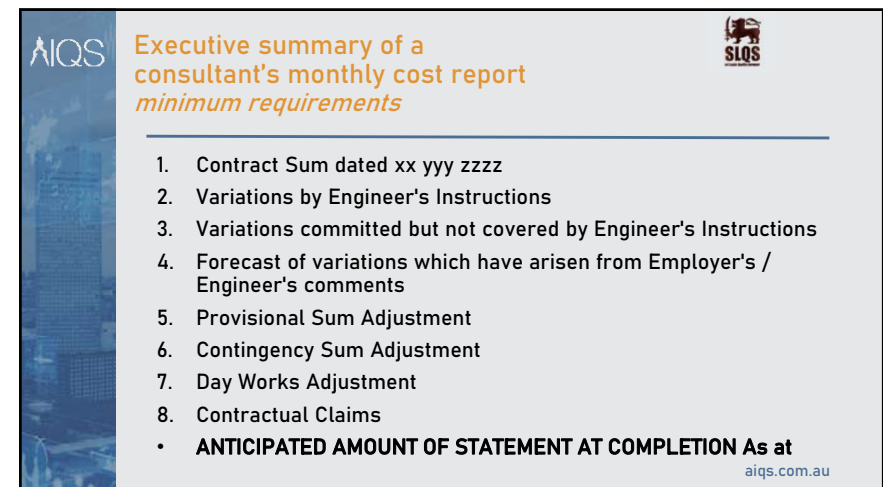 AIQS
Executive summary of a
consultant's monthly cost report
minimum requirements
SLQS
1. Contract Sum dated xx yyy zzzz
2. Variations by Engineer's Instructions
3. Variations committed but not covered by Engineer's Instructions
4. Forecast of variations which have arisen from Employer's /
Engineer's comments
5. Provisional Sum Adjustment
6. Contingency Sum Adjustment
7. Day Works Adjustment
8. Contractual Claims
• ANTICIPATED AMOUNT OF STATEMENT AT COMPLETION As at
aiqs.com.au